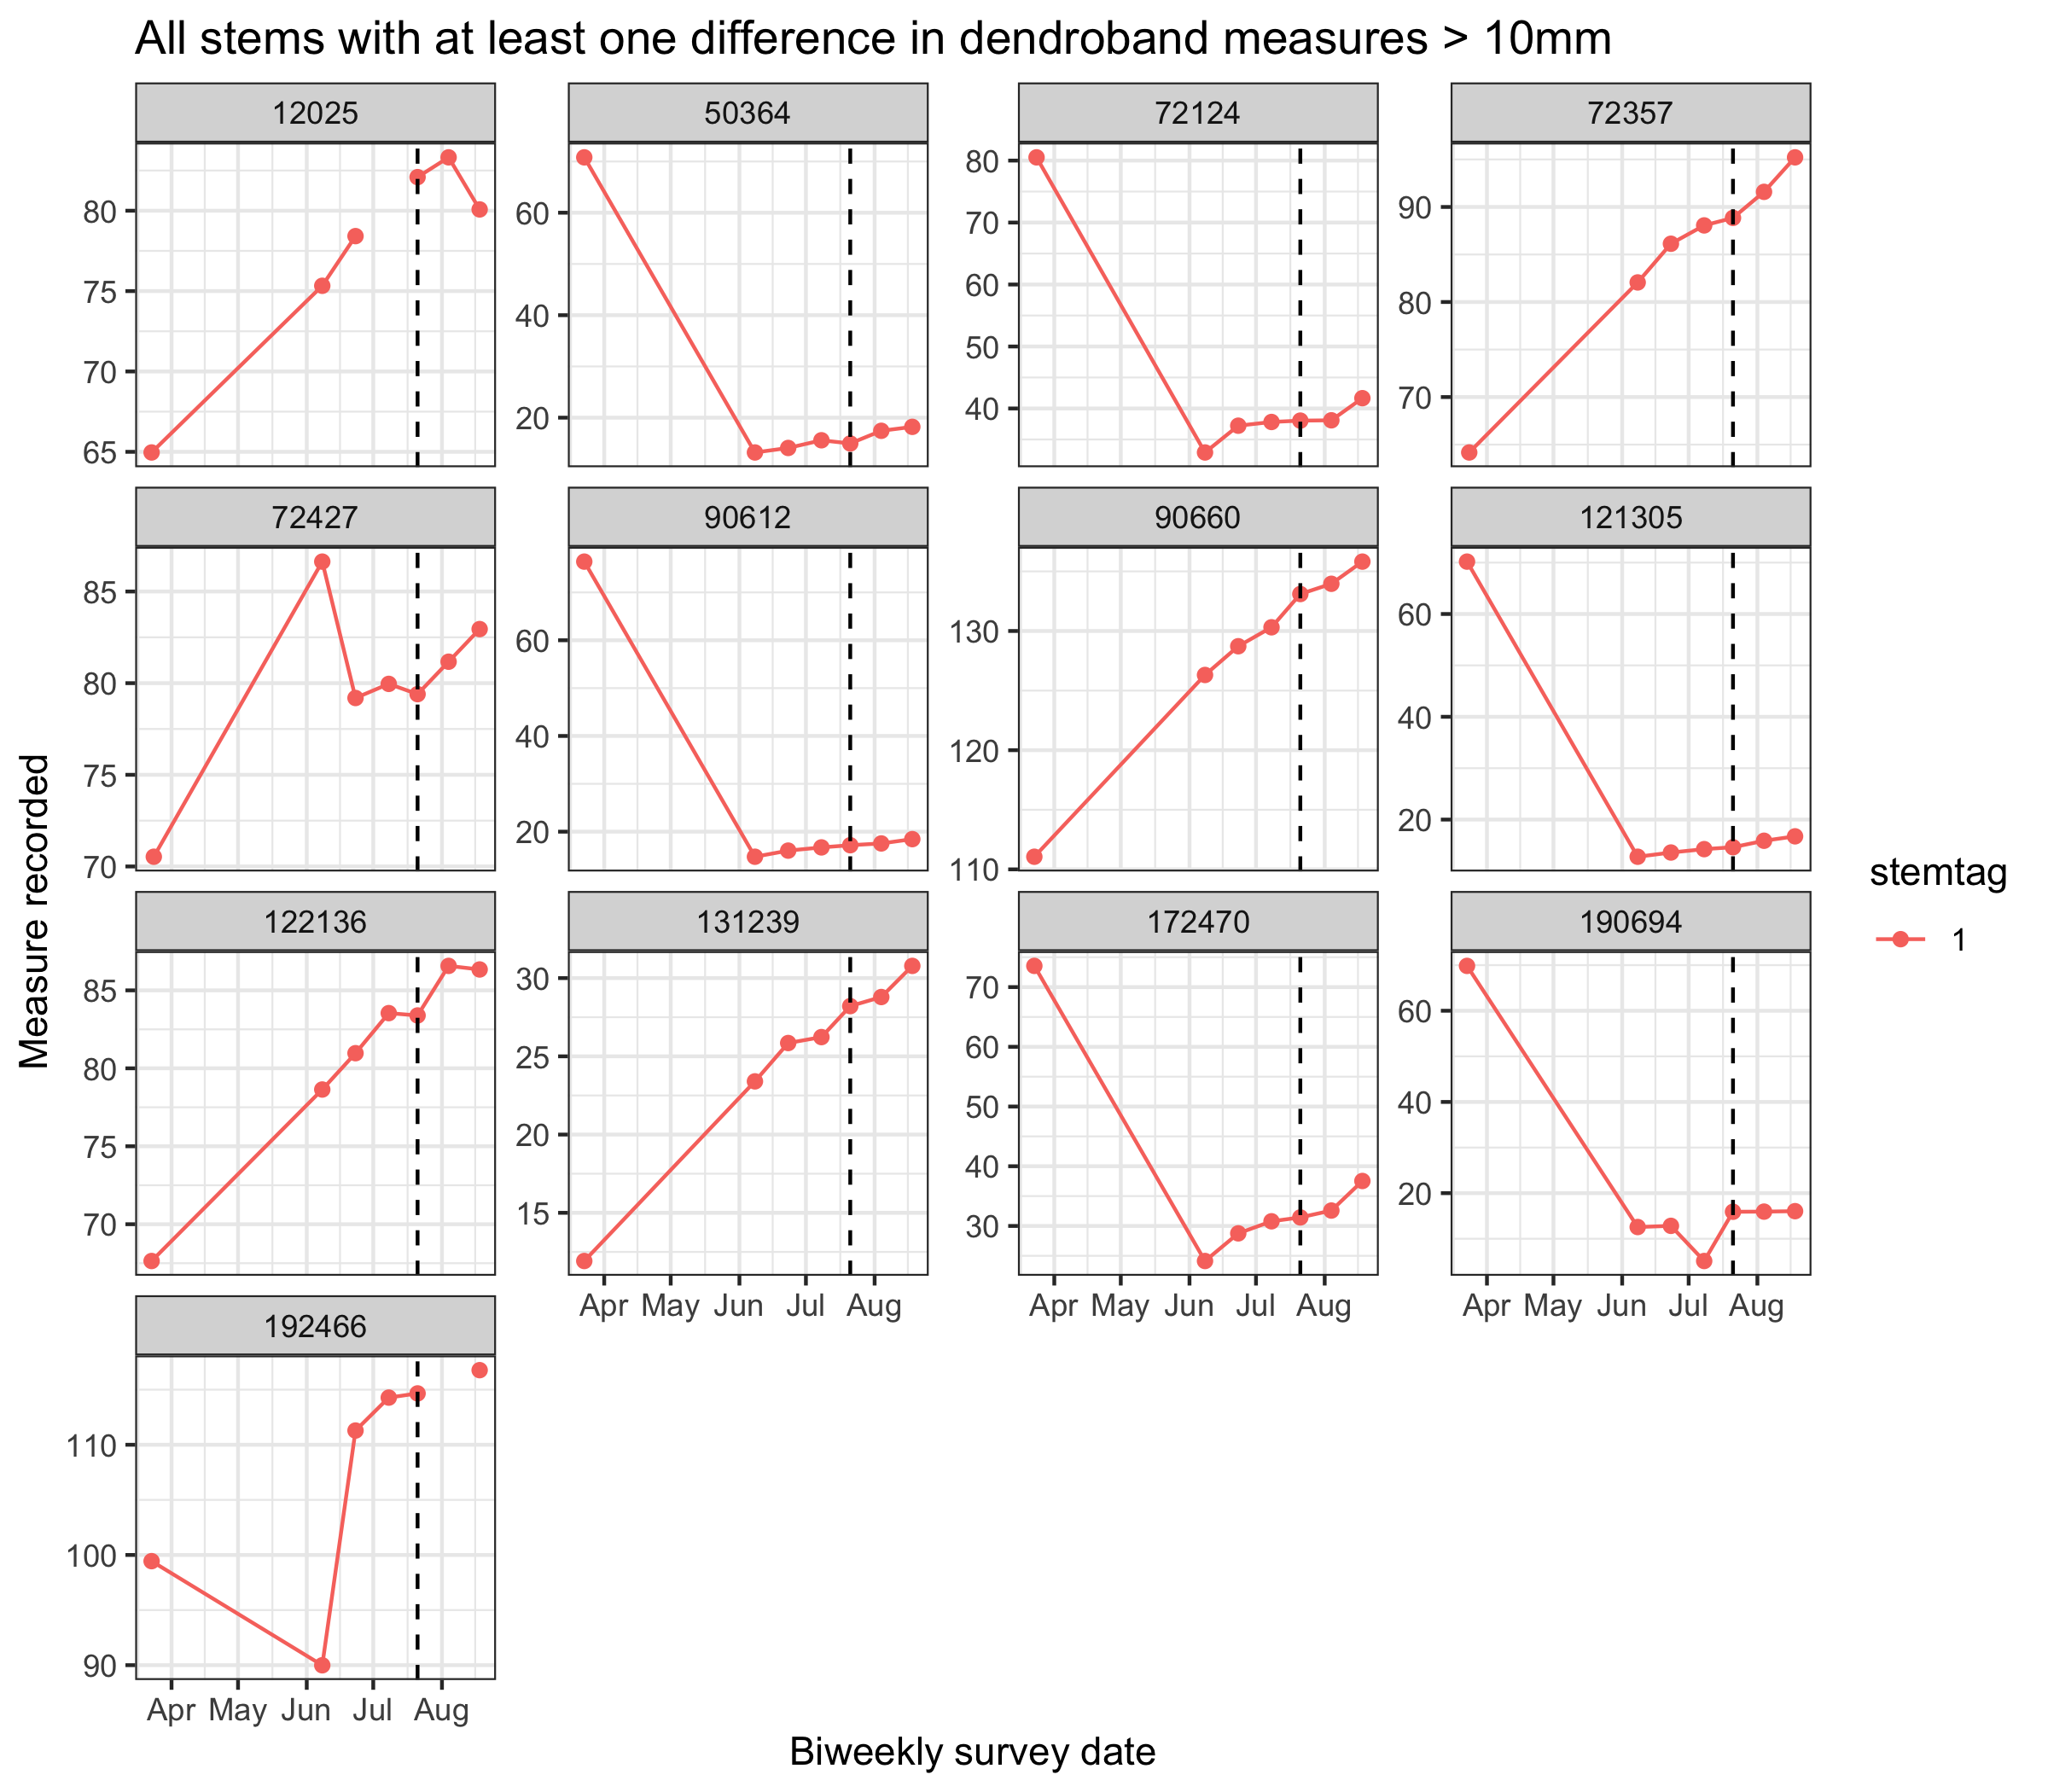 All stems with at least one difference in dendroband measures > 10mm
12025 50364 72124 72357
80 75 70 65
60 40 20
80 70 60 50 40
90 80 70
72427 90612 90660 121305
85 80 75 70
60 40 20
130 120 110
60 40 20
122136 131239 172470 190694
85 80 75 70
30 25 20 15
70 60 50 40 30
60 40 20
Apr May Jun Jul Aug
Apr May Jun Jul Aug
Apr May Jun Jul Aug
192466
110 100 90
Apr May Jun Jul Aug
Measure recorded
Biweekly survey date
stemtag
1